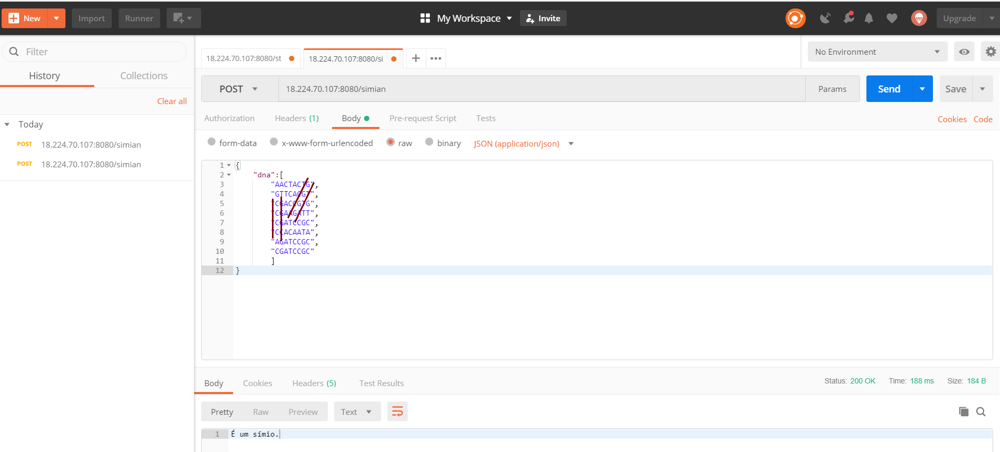 New
Import
Runner
My Workspace
Invite
Upgrade
Filter
History
Collections
Clear all
Today
POST 18.224.70.107:8080/simian
POST 18.224.70.107:8080/simian
18.224.70.107:8080/st
18.224.70.107:8080/si
No Environment
POST
18.224.70.107:8080/simian
Params
Send
Save
Authorization
Headers (1)
Body
Pre-request Script
Tests
Cookies
Code
form-data
x-www-form-urlencoded
raw
binary
JSON (application/json)
1 {
2 "dna":[
3 "AACTACTG",
4 "GTTCACGT",
5 "CGACCGTG",
6 "CGAAGATT",
7 "CGATCCGC",
8 "CCACAATA",
9 "AGATCCGC",
10 "CGATCCGC"
11 ]
12 }
Body
Cookies
Headers (5)
Test Results
Status: 200 OK
Time: 188 ms
Size: 184 B
Pretty
Raw
Preview
Text
1 É um símio.